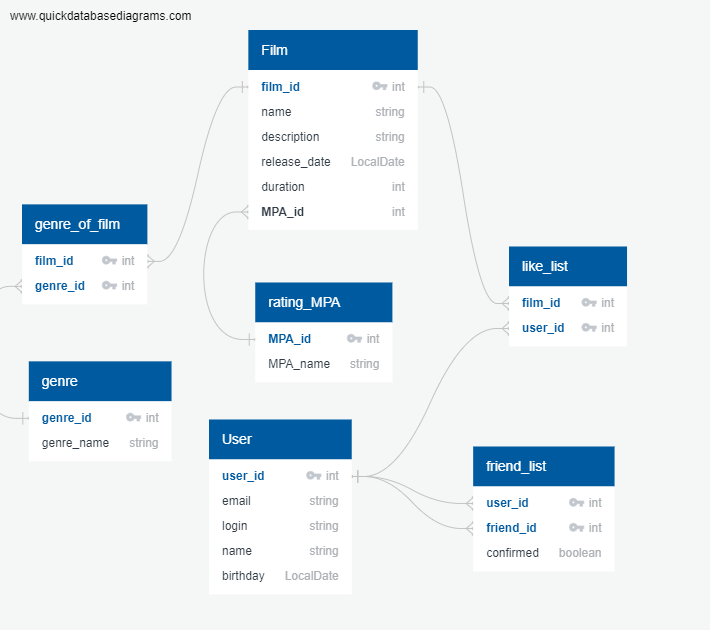 www.quickdatabasediagrams.com
Film
film_id int
name string
description string
release_date LocalDate
duration int
MPA_id int
genre_of_film
film_id int
genre_id int
like_list
film_id int
user_id int
rating_MPA
MPA_id int
MPA_name string
genre
genre_id int
genre_name string
User
user_id int
email string
login string
name string
birthday LocalDate
friend_list
user_id int
friend_id int
confirmed boolean